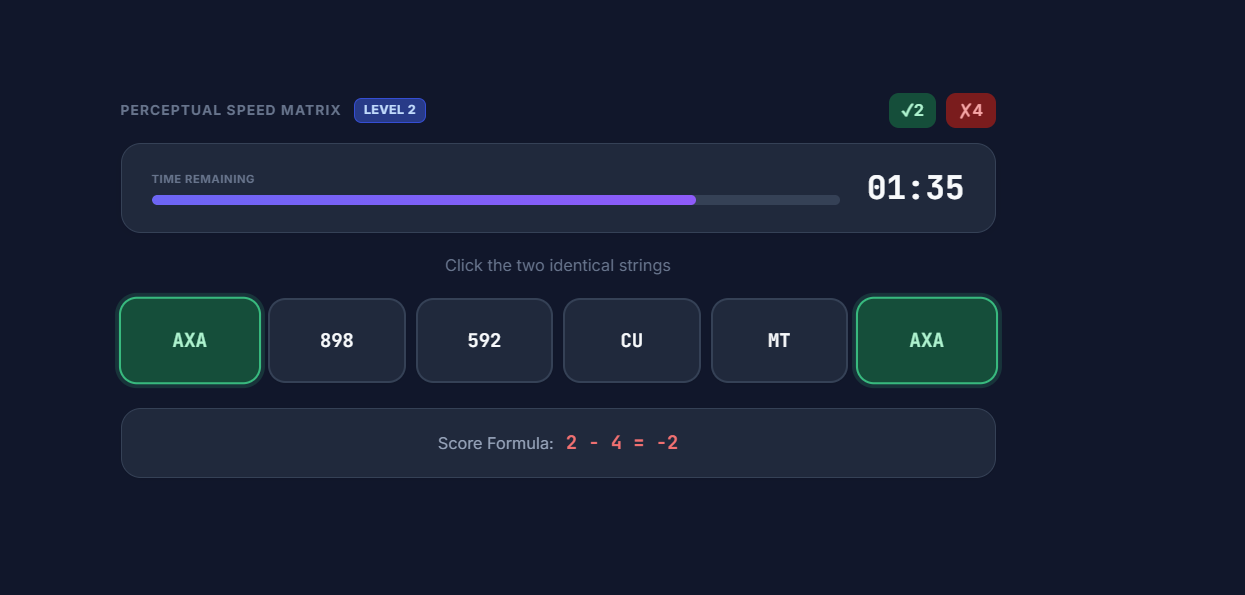 PERCEPTUAL SPEED MATRIX LEVEL 2 ✓2 ✗4
TIME REMAINING
01:35
Click the two identical strings
AXA 898 592 CU MT AXA
Score Formula: 2 - 4 = -2